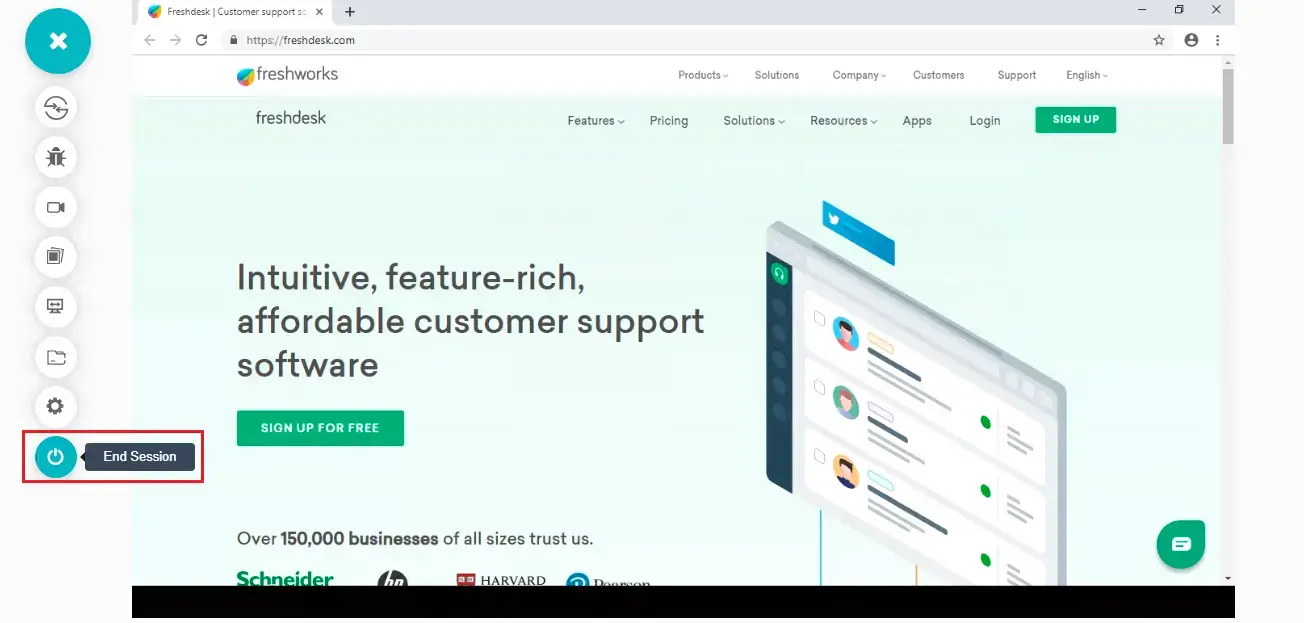 Freshdesk | Customer support so
https://freshdesk.com
freshworks
Products Solutions Company Customers Support English
freshdesk
Features Pricing Solutions Resources Apps Login SIGN UP
Intuitive, feature-rich,
affordable customer support
software
SIGN UP FOR FREE
End Session
Over 150,000 businesses of all sizes trust us.
Schneider hp HARVARD Pearson